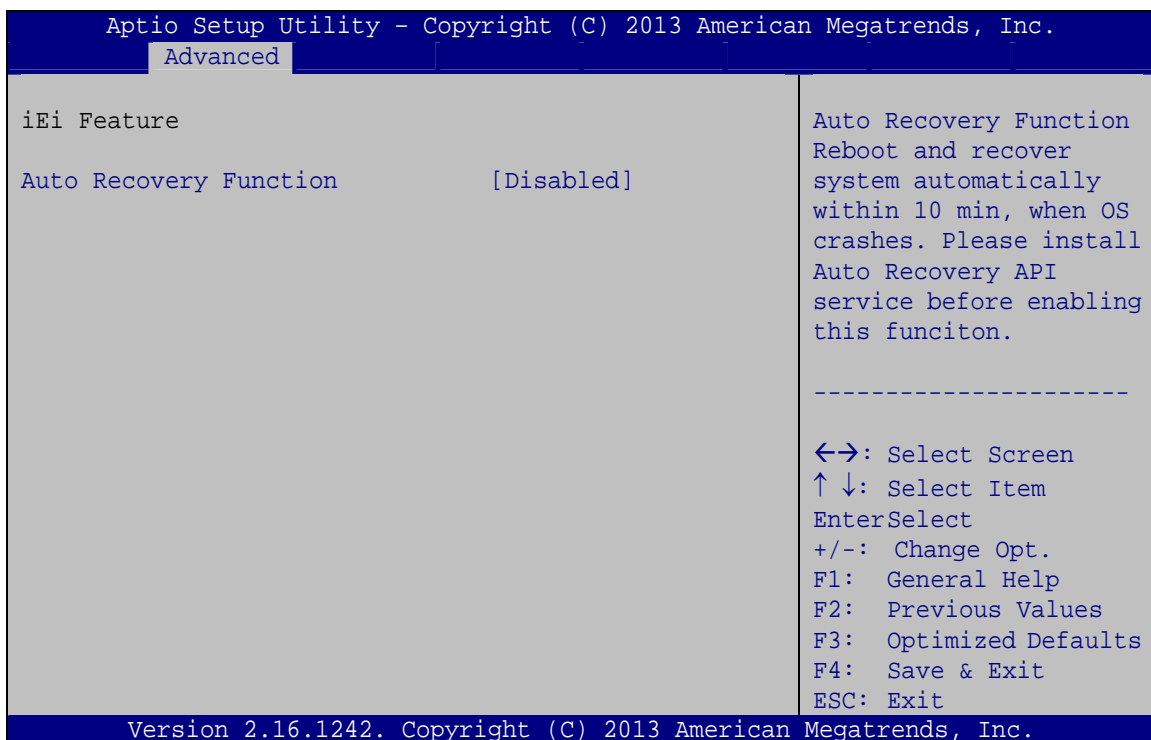 Aptio Setup Utility – Copyright (C) 2013 American Megatrends, Inc.
Advanced
iEi Feature
Auto Recovery Function [Disabled]
Auto Recovery Function
Reboot and recover
system automatically
within 10 min, when OS
crashes. Please install
Auto Recovery API
service before enabling
this funciton.
----------------------
←→: Select Screen
↑ ↓: Select Item
EnterSelect
+/-: Change Opt.
F1: General Help
F2: Previous Values
F3: Optimized Defaults
F4: Save & Exit
ESC: Exit
Version 2.16.1242. Copyright (C) 2013 American Megatrends, Inc.